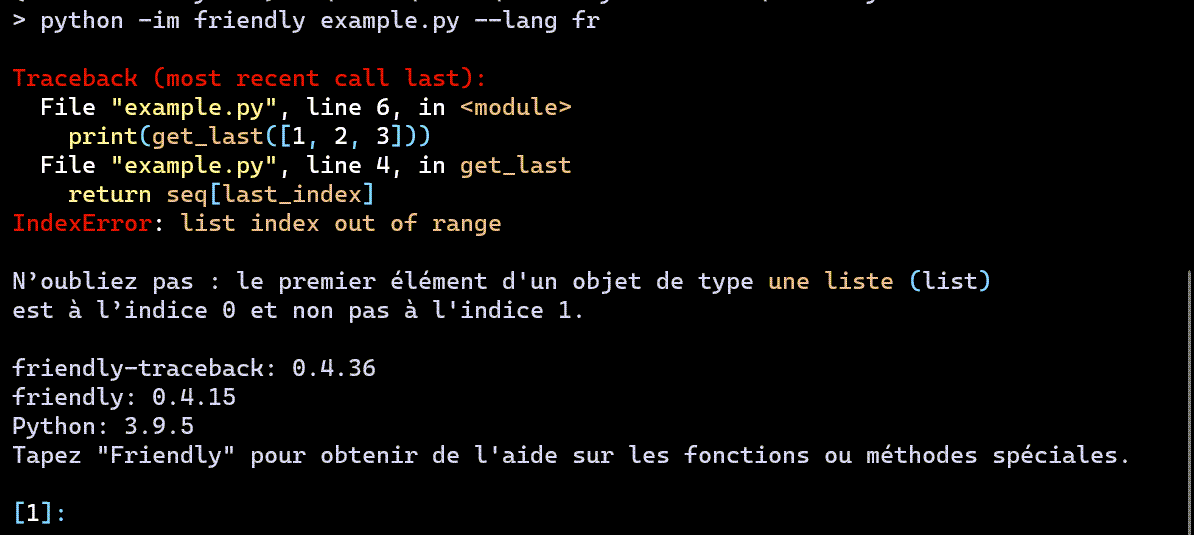 > python -im friendly example.py --lang fr
Traceback (most recent call last):
File "example.py", line 6, in <module>
print(get_last([1, 2, 3]))
File "example.py", line 4, in get_last
return seq[last_index]
IndexError: list index out of range
N’oubliez pas : le premier élément d'un objet de type une liste (list)
est à l’indice 0 et non pas à l'indice 1.
friendly-traceback: 0.4.36
friendly: 0.4.15
Python: 3.9.5
Tapez "Friendly" pour obtenir de l'aide sur les fonctions ou méthodes spéciales.
[1]: